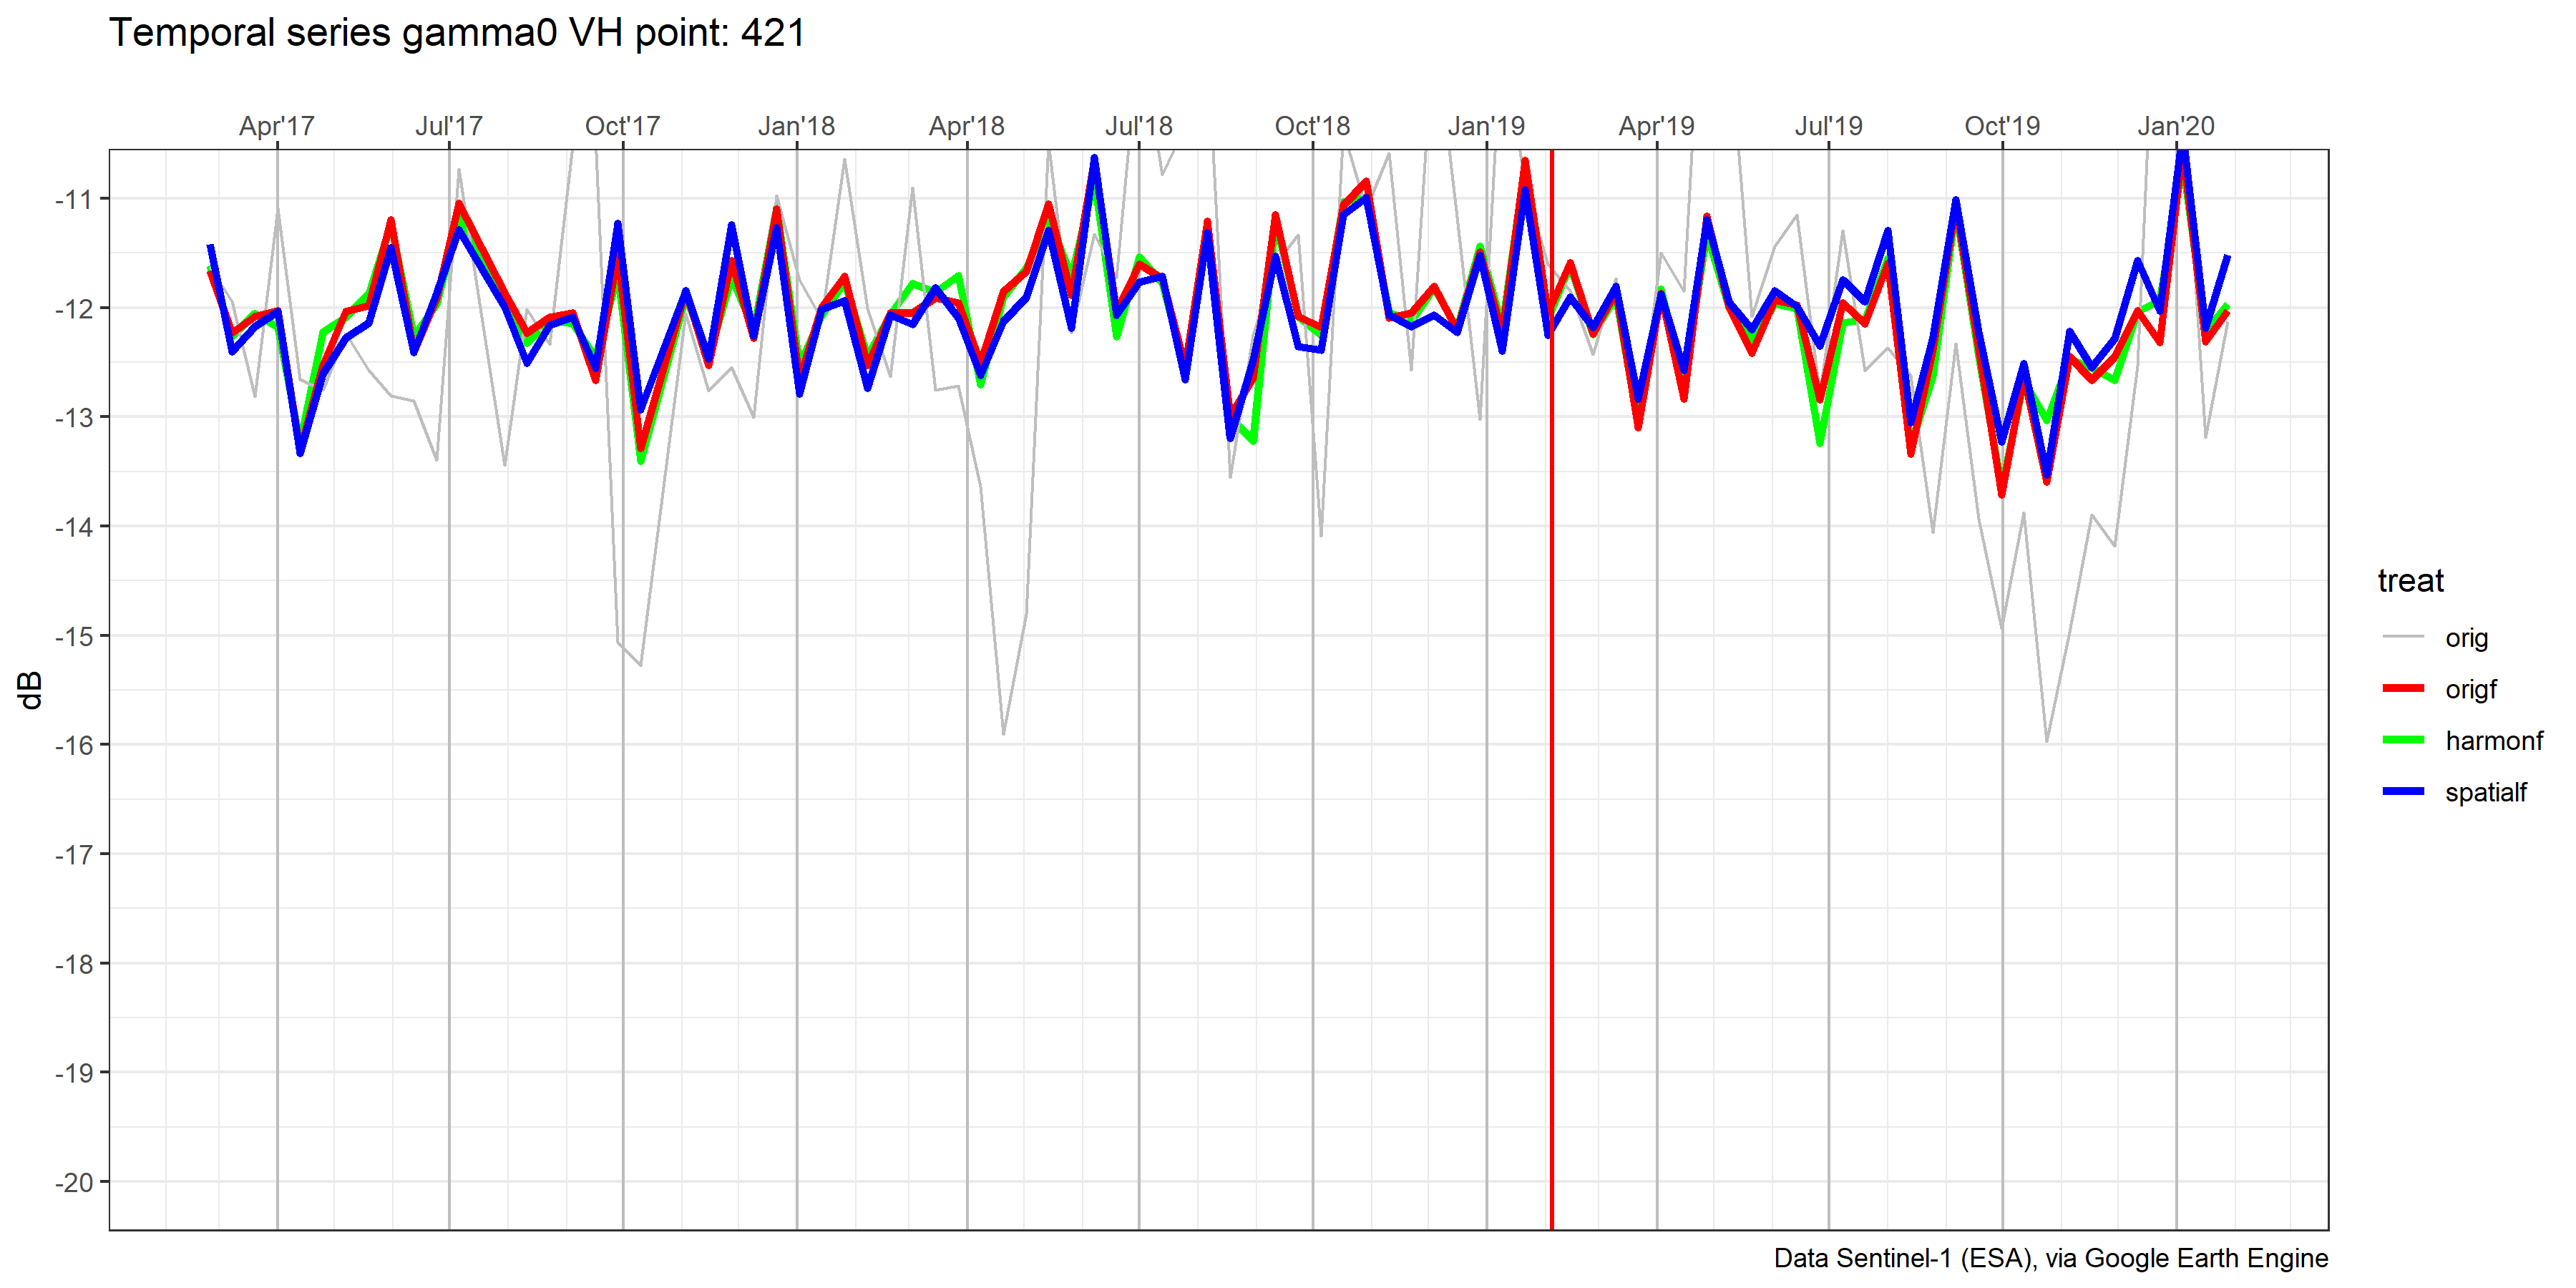 Temporal series gamma0 VH point: 421
Apr'17 Jul'17 Oct'17 Jan'18 Apr'18 Jul'18 Oct'18 Jan'19 Apr'19 Jul'19 Oct'19 Jan'20
-11
-12
-13
-14
-15
-16
-17
-18
-19
-20
dB
treat
orig
origf
harmonf
spatialf
Data Sentinel-1 (ESA), via Google Earth Engine